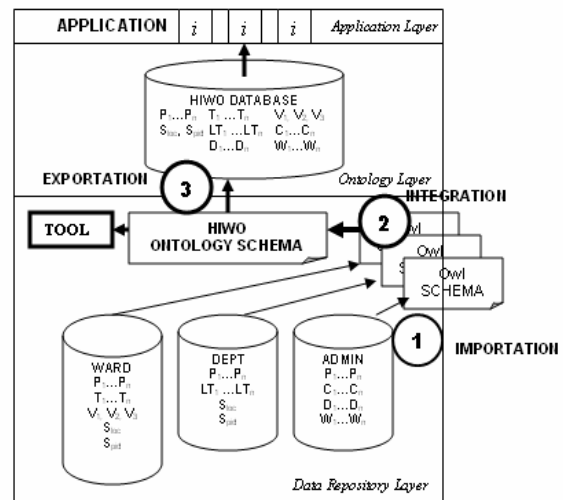 APPLICATION i i i Application Layer
HIWO DATABASE
P₁...Pₙ T₁ ...Tₙ V₁, V₂, V₃
Sₗₒc, Sₚᵢd LT₁ ...LTₙ C₁...Cₙ
D₁...Dₙ W₁...Wₙ
EXPORTATION 3 Ontology Layer
INTEGRATION
TOOL
HIWO
ONTOLOGY SCHEMA
2
Owl
Owl
S
Owl
SCHEMA
1 IMPORTATION
WARD
P₁...Pₙ
T₁...Tₙ
V₁, V₂, V₃
Sₗₒc
Sₚᵢd
DEPT
P₁...Pₙ
LT₁ ...LTₙ
Sₗₒc
Sₚᵢd
ADMIN
P₁...Pₙ
C₁...Cₙ
D₁...Dₙ
W₁...Wₙ
Data Repository Layer